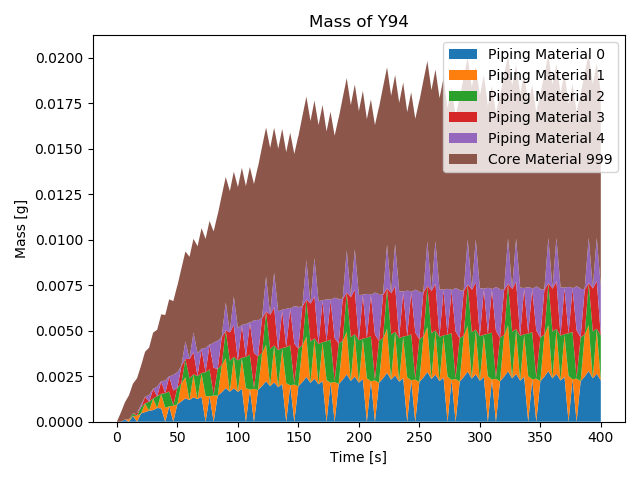 Mass of Y94
Piping Material 0
Piping Material 1
Piping Material 2
Piping Material 3
Piping Material 4
Core Material 999
Mass [g]
0.0200
0.0175
0.0150
0.0125
0.0100
0.0075
0.0050
0.0025
0.0000
0 50 100 150 200 250 300 350 400
Time [s]